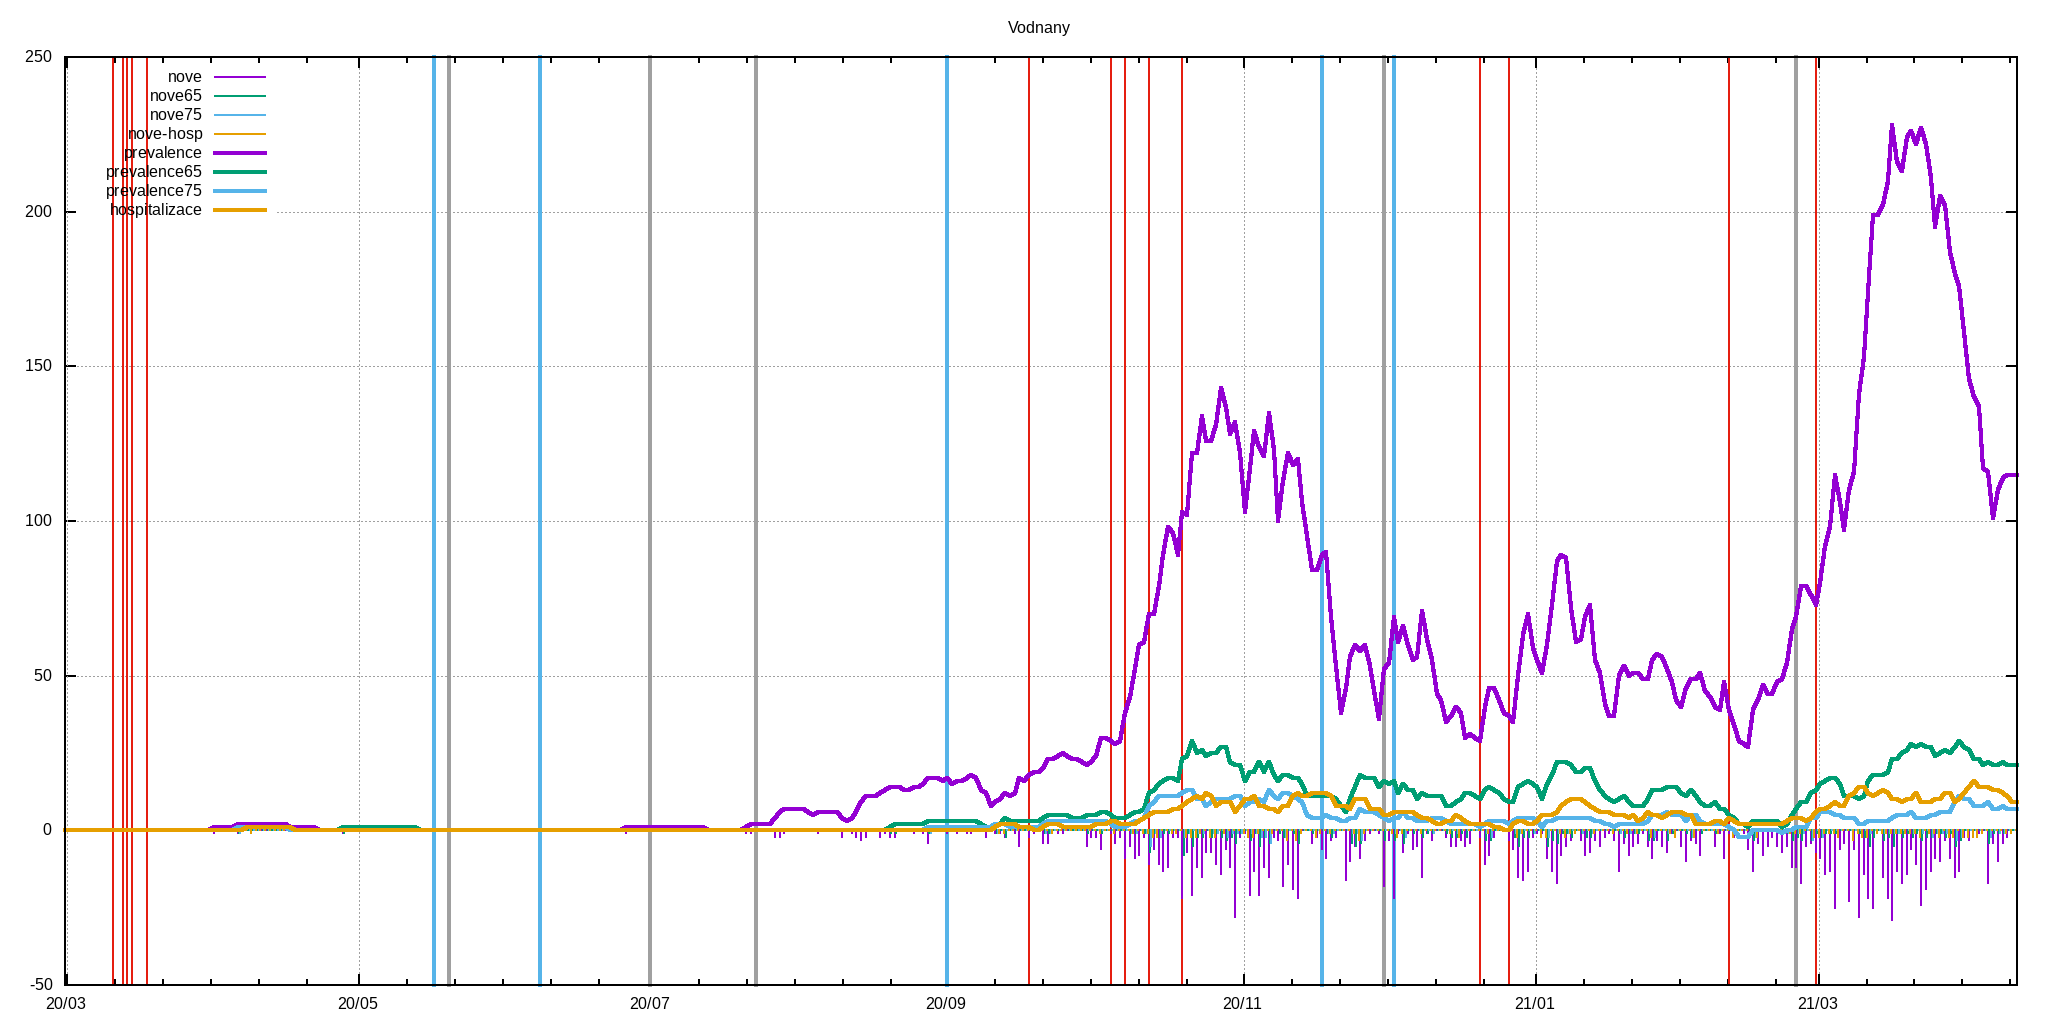 Vodnany
250
200
150
100
50
0
-50
nove
nove65
nove75
nove-hosp
prevalence
prevalence65
prevalence75
hospitalizace
20/03 20/05 20/07 20/09 20/11 21/01 21/03